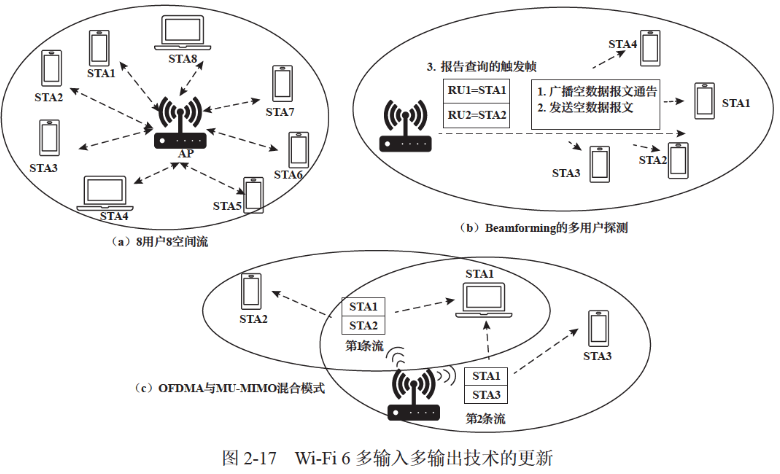 STA8
STA1
STA2
STA7
STA3
AP
STA6
STA4
STA5
（a）8用户8空间流
STA4
3. 报告查询的触发帧
RU1=STA1
RU2=STA2
1. 广播空数据报文通告
2. 发送空数据报文
STA1
STA3
STA2
（b）Beamforming的多用户探测
STA1
STA2
STA1
STA2
第1条流
STA3
STA1
STA3
第2条流
（c）OFDMA与MU-MIMO混合模式
图 2-17 Wi-Fi 6 多输入多输出技术的更新